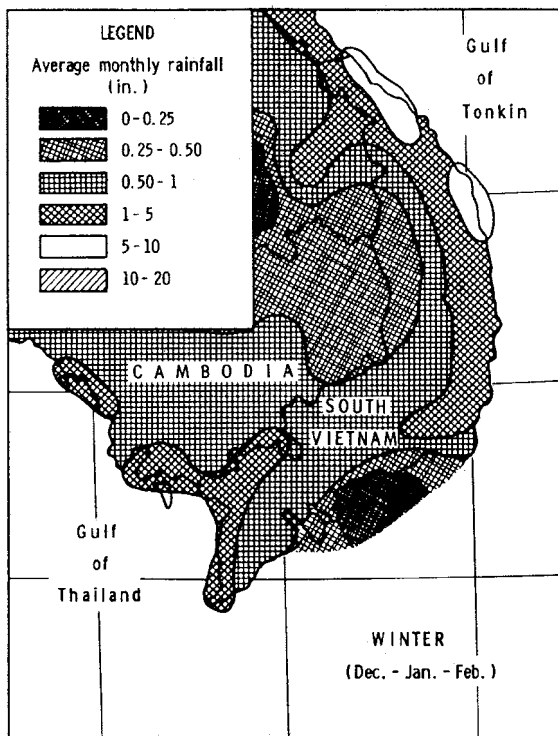 LEGEND
Average monthly rainfall
(in.)
0-0.25
0.25-0.50
0.50-1
1-5
5-10
10-20
Gulf
of
Tonkin
CAMBODIA
SOUTH
VIETNAM
Gulf
of
Thailand
WINTER
(Dec.-Jan.-Feb.)